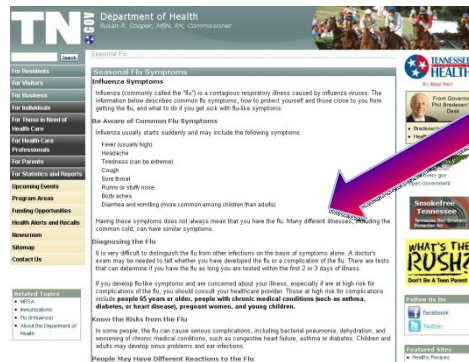 TN.GOV
Department of Health
Susan R. Cooper, MSN, RN, Commissioner
Search
Seasonal Flu
For Residents
For Visitors
For Business
For Individuals
For Those in Need of
Health Care
For Health Care
Professionals
For Parents
For Statistics and Reports
Upcoming Events
Program Areas
Funding Opportunities
Health Alerts and Recalls
Newsroom
Sitemap
Contact Us
Related Topics
MRSA
Immunizations
Flu (Influenza)
About the Department of
Health
Seasonal Flu Symptoms
Influenza Symptoms
Influenza (commonly called the "flu") is a contagious respiratory illness caused by influenza viruses. The
information below describes common flu symptoms, how to protect yourself and those close to you from
getting the flu, and what to do if you get sick with flu-like symptoms.
Be Aware of Common Flu Symptoms
Influenza usually starts suddenly and may include the following symptoms:
Fever (usually high)
Headache
Tiredness (can be extreme)
Cough
Sore throat
Runny or stuffy nose
Body aches
Diarrhea and vomiting (more common among children than adults)
Having these symptoms does not always mean that you have the flu. Many different illnesses, including the
common cold, can have similar symptoms.
Diagnosing the Flu
It is very difficult to distinguish the flu from other infections on the basis of symptoms alone. A doctor's
exam may be needed to tell whether you have developed the flu or a complication of the flu. There are tests
that can determine if you have the flu as long as you are tested within the first 2 or 3 days of illness.
If you develop flu-like symptoms and are concerned about your illness, especially if are at high risk for
complications of the flu, you should consult your healthcare provider. Those at high risk for complications
include people 65 years or older, people with chronic medical conditions (such as asthma,
diabetes, or heart disease), pregnant women, and young children.
Know the Risks from the Flu
In some people, the flu can cause serious complications, including bacterial pneumonia, dehydration, and
worsening of chronic medical conditions, such as congestive heart failure, asthma or diabetes. Children and
adults may develop sinus problems and ear infections.
People May Have Different Reactions to the Flu
TENNESSEE
HEALTH
It's About Time!
From Governor
Phil Bredesen's
Desk
Smokefree
Tennessee
WHAT'S THE
RUSH?
Don't Be A Teen Parent
Follow Us On
facebook
Twitter
Featured Sites
Healthy Recipes